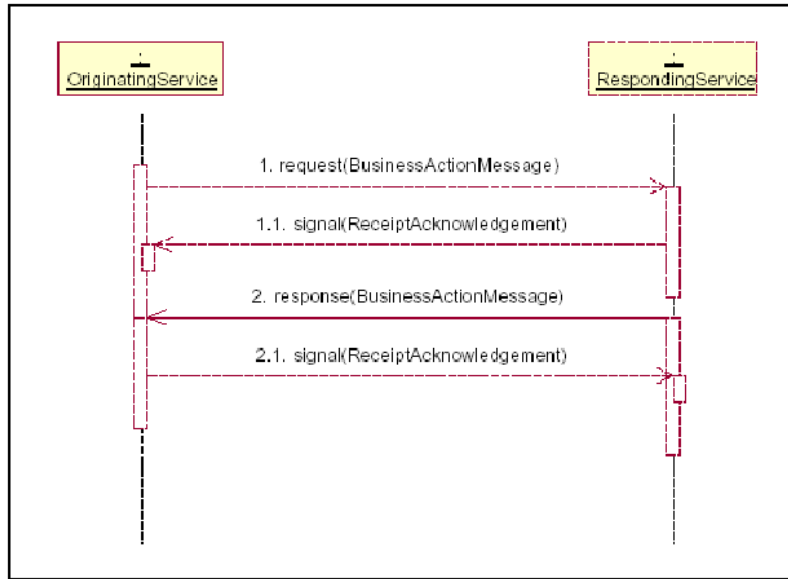 :
OriginatingService
:
RespondingService
1. request(BusinessActionMessage)
1.1. signal(ReceiptAcknowledgement)
2. response(BusinessActionMessage)
2.1. signal(ReceiptAcknowledgement)